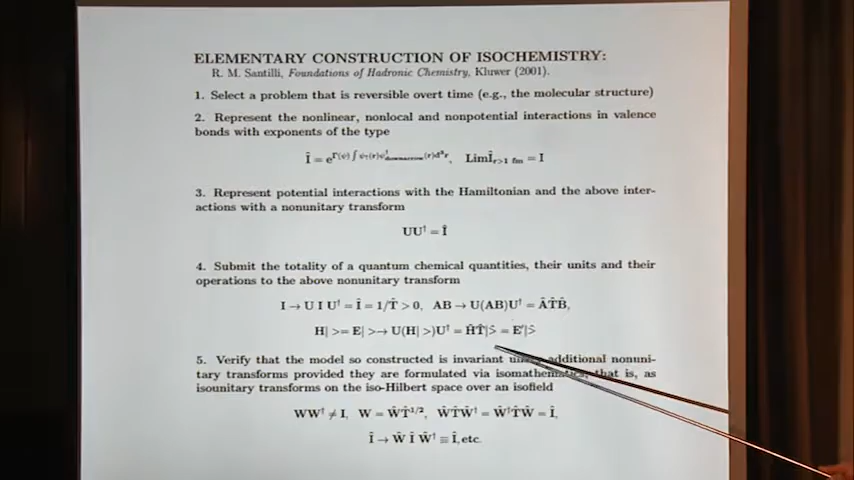 ELEMENTARY CONSTRUCTION OF ISOCHEMISTRY:
R. M. Santilli, Foundations of Hadronic Chemistry, Kluwer (2001).
1. Select a problem that is reversible overt time (e.g., the molecular structure)
2. Represent the nonlinear, nonlocal and nonpotential interactions in valence
bonds with exponents of the type
Î = e^{Γ(ψ) ∫ ψ↑(r)ψ†_{downarrow}(r)d³r}, LimÎ_{r>1 fm} = I
3. Represent potential interactions with the Hamiltonian and the above inter-
actions with a nonunitary transform
UU† = Î
4. Submit the totality of a quantum chemical quantities, their units and their
operations to the above nonunitary transform
I → U I U† = Î = 1/T̂ > 0, AB → U(AB)U† = ÂT̂B̂,
H| >= E| >→ U(H| >)U† = ĤT̂|>̂ = E'|>̂
5. Verify that the model so constructed is invariant additional nonuni-
tary transforms provided they are formulated via isomathematics, that is, as
isounitary transforms on the iso-Hilbert space over an isofield
WW† ≠ I, W = ŴT̂^{1/2}, ŴT̂Ŵ† = Ŵ†T̂Ŵ = Î,
Î → Ŵ Î Ŵ† ≡ Î, etc.